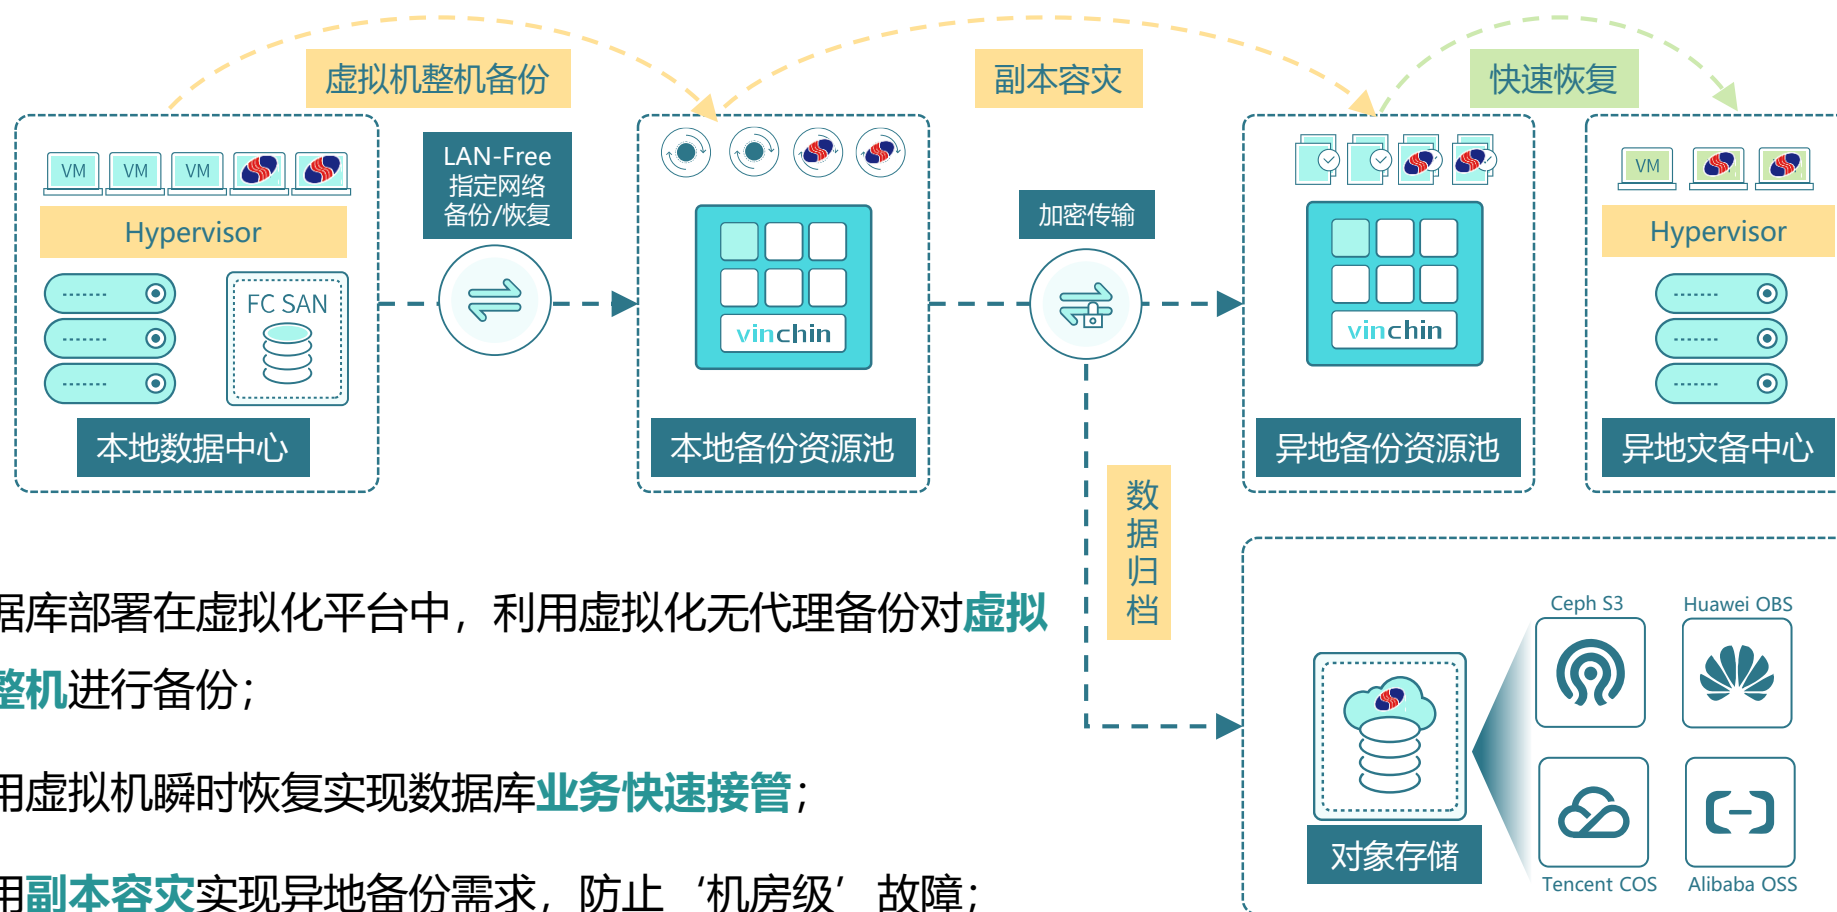 虚拟机整机备份
副本容灾
快速恢复
VM
VM
VM
Hypervisor
FC SAN
本地数据中心
LAN-Free
指定网络
备份/恢复
vinchin
本地备份资源池
加密传输
vinchin
异地备份资源池
VM
Hypervisor
异地灾备中心
数据归档
据库部署在虚拟化平台中，利用虚拟化无代理备份对虚拟
整机进行备份；
用虚拟机瞬时恢复实现数据库业务快速接管；
用副本容灾实现异地备份需求，防止‘机房级’故障；
对象存储
Ceph S3
Huawei OBS
Tencent COS
Alibaba OSS